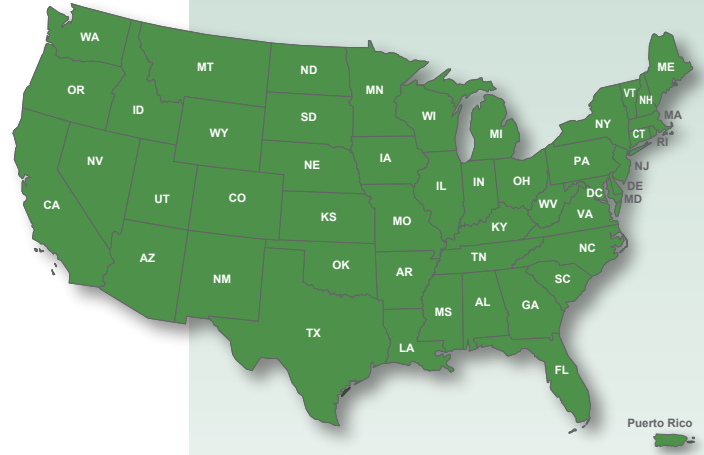 WA
MT
ND
MN
ME
OR
ID
SD
WI
VT
NH
WY
MI
NY
MA
CT
RI
NV
NE
IA
PA
NJ
UT
CO
IL
IN
OH
DE
DC
MD
CA
KS
MO
WV
VA
KY
AZ
NM
OK
AR
TN
NC
SC
TX
MS
AL
GA
LA
FL
Puerto Rico